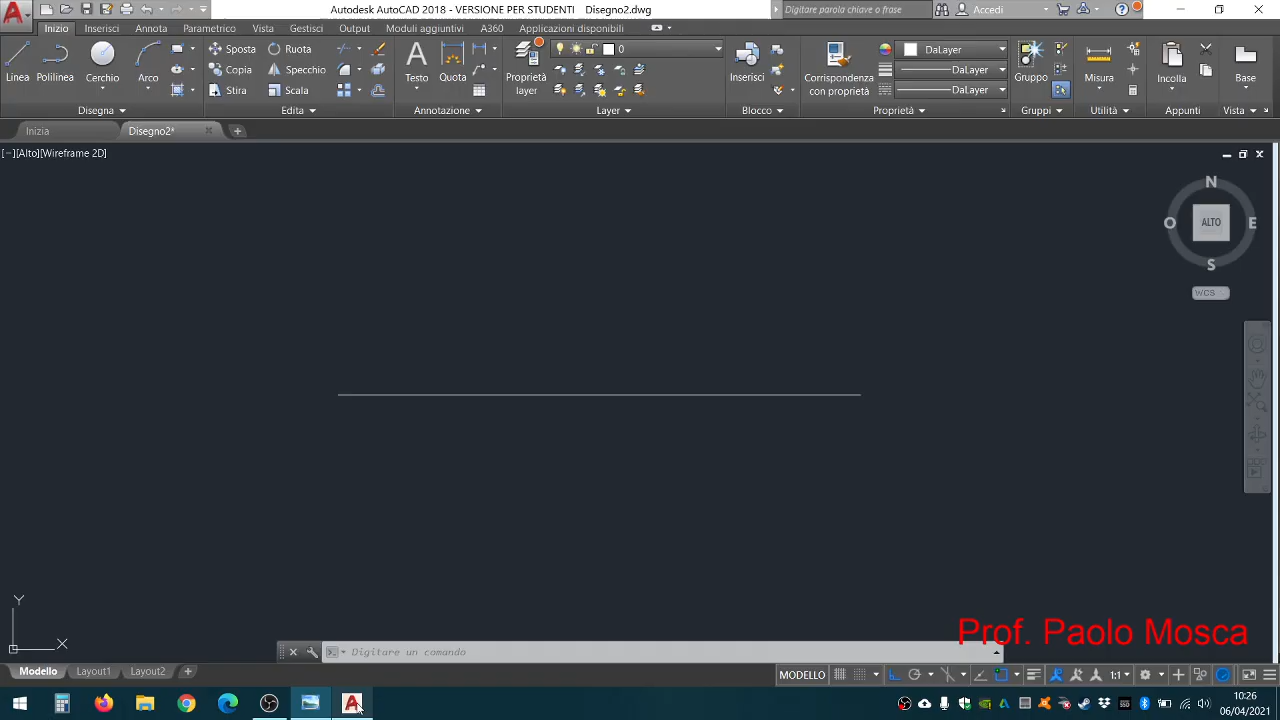 Autodesk AutoCAD 2018 - VERSIONE PER STUDENTI Disegno2.dwg
Digitare parola chiave o frase
Accedi
Inizio Inserisci Annota Parametrico Vista Gestisci Output Moduli aggiuntivi A360 Applicazioni disponibili
Linea Polilinea Cerchio Arco
Sposta Ruota
Copia Specchio
Stira Scala
Testo Quota
Proprietà
layer
0
Inserisci
Corrispondenza
con proprietà
DaLayer
DaLayer
DaLayer
Gruppo
Misura
Incolla
Base
Disegna Edita Annotazione Layer Blocco Proprietà Gruppi Utilità Appunti Vista
Inizia Disegno2* +
[−][Alto][Wireframe 2D]
N
O ALTO E
S
WCS
Y
X
Prof. Paolo Mosca
Digitare un comando
Modello Layout1 Layout2 +
MODELLO 1:1
10:26
06/04/2021